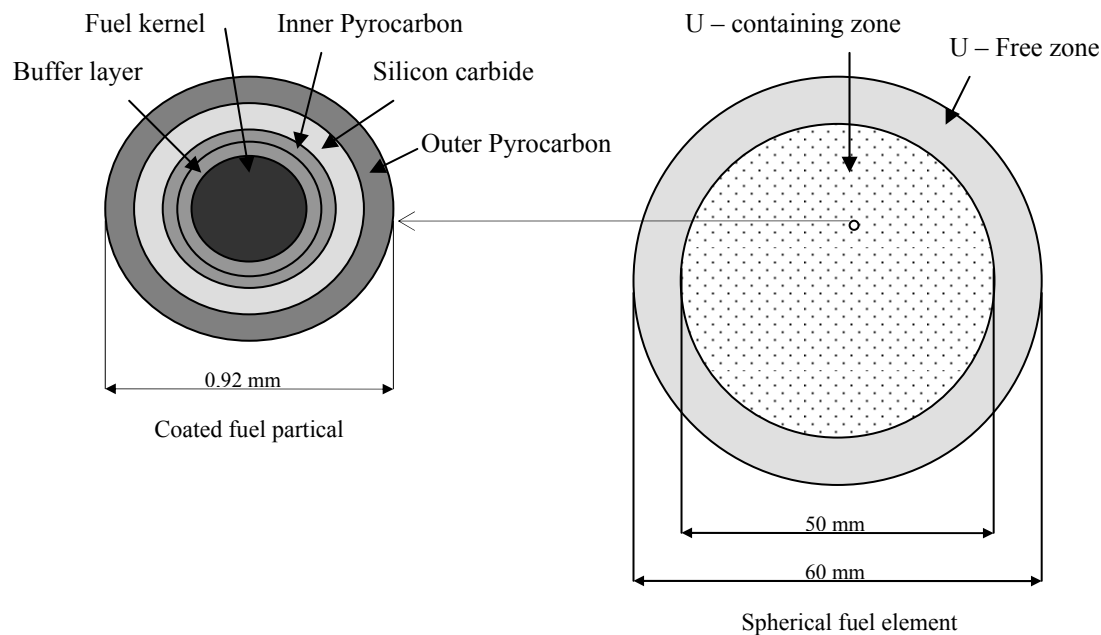 Fuel kernel
Inner Pyrocarbon
Buffer layer
Silicon carbide
Outer Pyrocarbon
0.92 mm
Coated fuel partical
U – containing zone
U – Free zone
50 mm
60 mm
Spherical fuel element